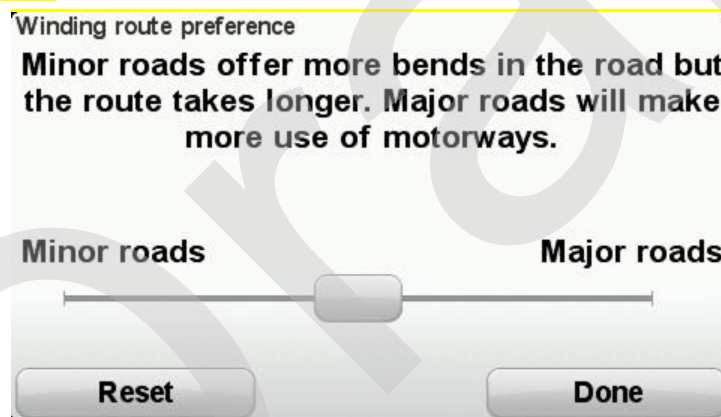 Winding route preference
Minor roads offer more bends in the road but
the route takes longer. Major roads will make
more use of motorways.
Minor roads Major roads
Reset Done